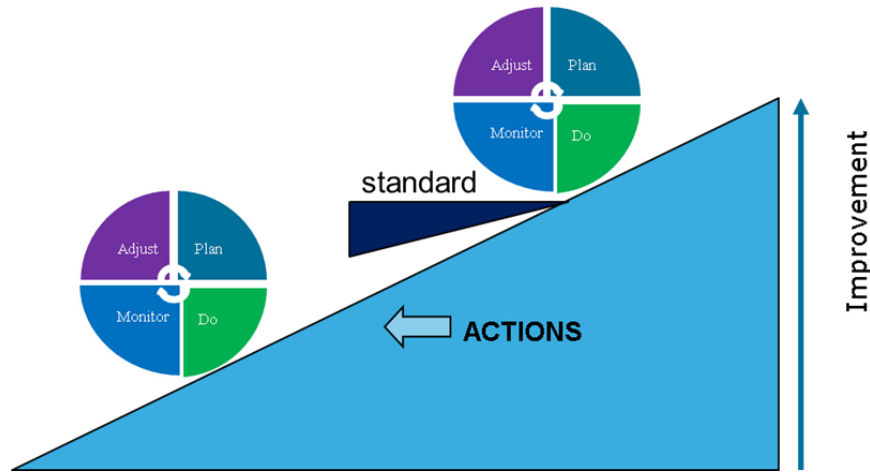 Adjust
Plan
Monitor
Do
standard
Adjust
Plan
Monitor
Do
ACTIONS
Improvement